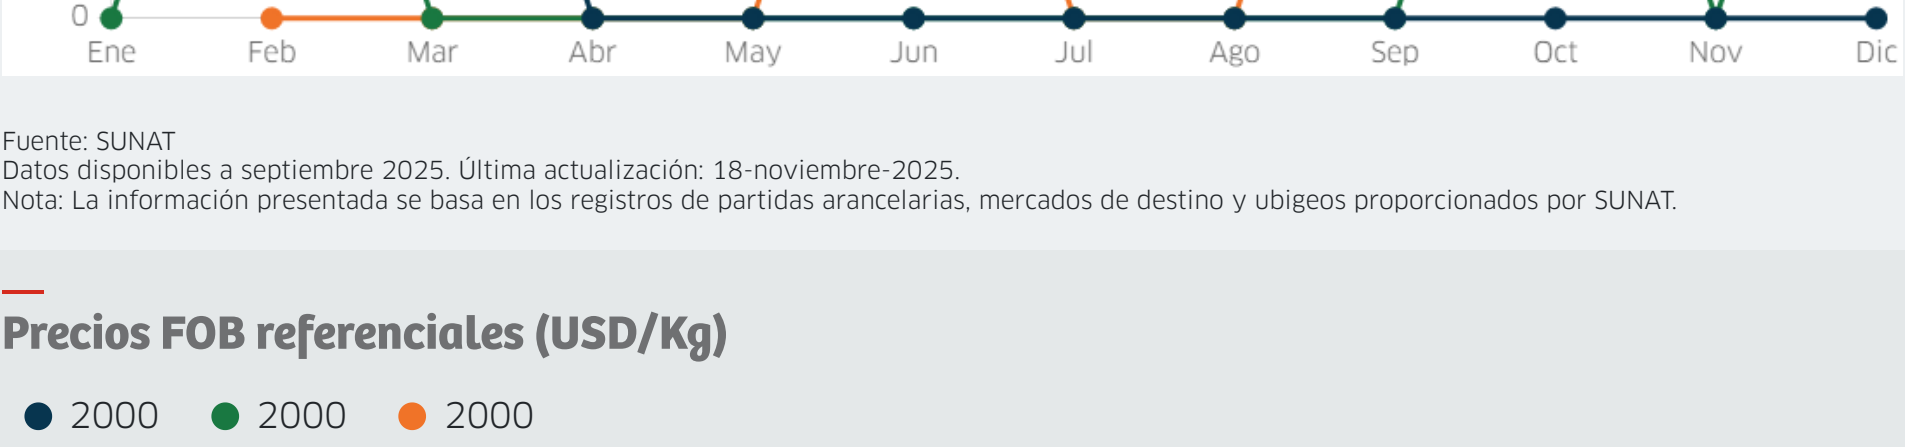 0
Ene Feb Mar Abr May Jun Jul Ago Sep Oct Nov Dic
Fuente: SUNAT
Datos disponibles a septiembre 2025. Última actualización: 18-noviembre-2025.
Nota: La información presentada se basa en los registros de partidas arancelarias, mercados de destino y ubigeos proporcionados por SUNAT.
Precios FOB referenciales (USD/Kg)
2000 2000 2000